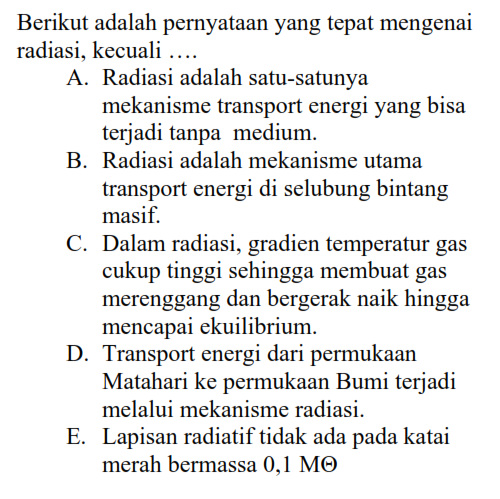 Berikut adalah pernyataan yang tepat mengenai
radiasi, kecuali ….
A. Radiasi adalah satu-satunya
mekanisme transport energi yang bisa
terjadi tanpa medium.
B. Radiasi adalah mekanisme utama
transport energi di selubung bintang
masif.
C. Dalam radiasi, gradien temperatur gas
cukup tinggi sehingga membuat gas
merenggang dan bergerak naik hingga
mencapai ekuilibrium.
D. Transport energi dari permukaan
Matahari ke permukaan Bumi terjadi
melalui mekanisme radiasi.
E. Lapisan radiatif tidak ada pada katai
merah bermassa 0,1 MΘ